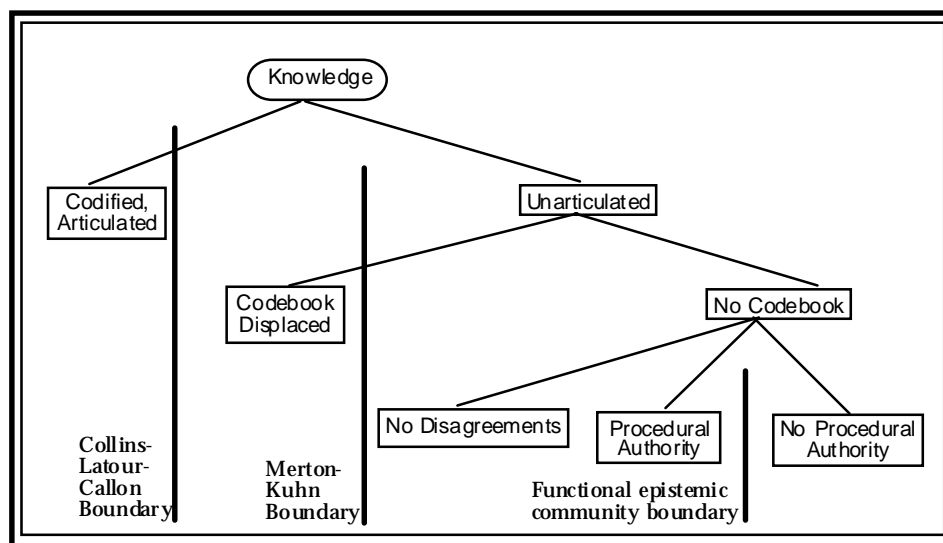 Knowledge
Codified,
Articulated
Unarticulated
Codebook
Displaced
No Codebook
No Disagreements
Procedural
Authority
No Procedural
Authority
Collins-
Latour-
Callon
Boundary
Merton-
Kuhn
Boundary
Functional epistemic
community boundary